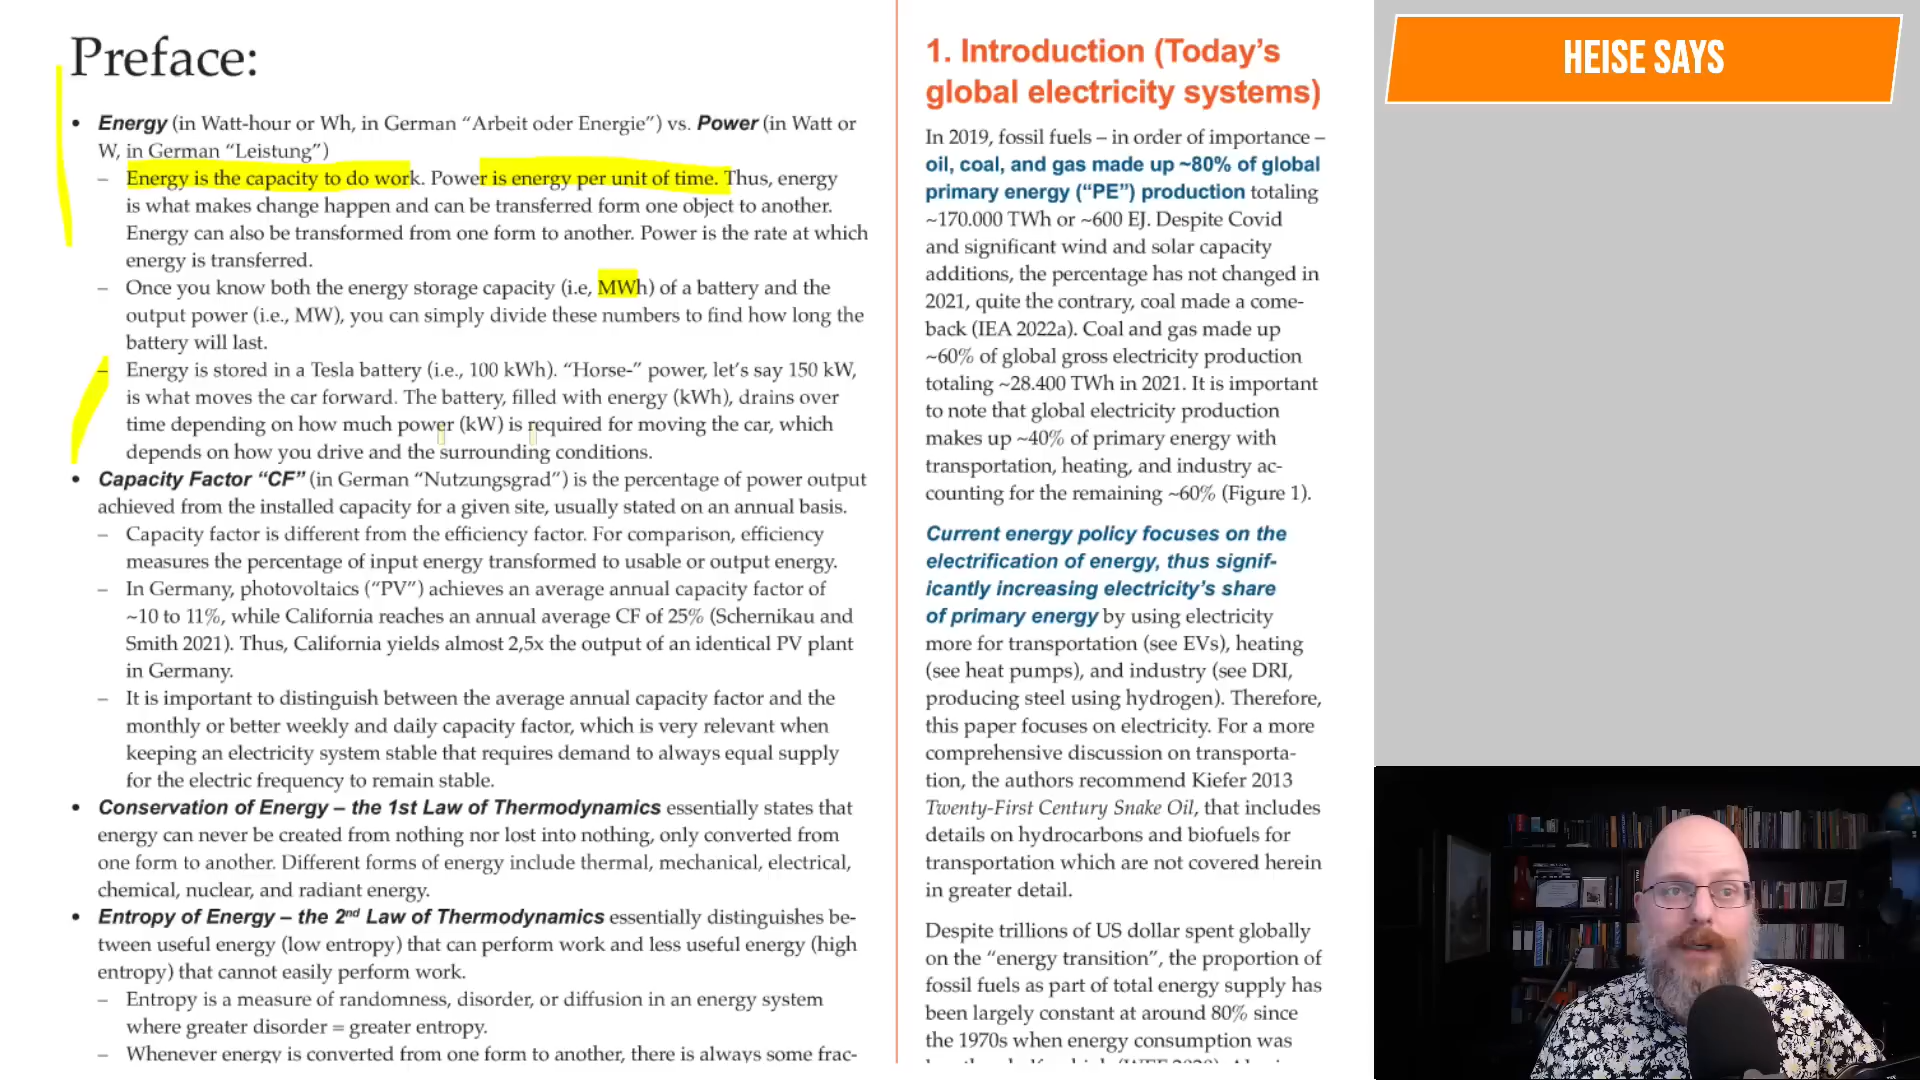 Preface:
• Energy (in Watt-hour or Wh, in German “Arbeit oder Energie”) vs. Power (in Watt or
W, in German “Leistung”)
– Energy is the capacity to do work. Power is energy per unit of time. Thus, energy
is what makes change happen and can be transferred form one object to another.
Energy can also be transformed from one form to another. Power is the rate at which
energy is transferred.
– Once you know both the energy storage capacity (i.e, MWh) of a battery and the
output power (i.e., MW), you can simply divide these numbers to find how long the
battery will last.
– Energy is stored in a Tesla battery (i.e., 100 kWh). “Horse-” power, let’s say 150 kW,
is what moves the car forward. The battery, filled with energy (kWh), drains over
time depending on how much power (kW) is required for moving the car, which
depends on how you drive and the surrounding conditions.
• Capacity Factor “CF” (in German “Nutzungsgrad”) is the percentage of power output
achieved from the installed capacity for a given site, usually stated on an annual basis.
– Capacity factor is different from the efficiency factor. For comparison, efficiency
measures the percentage of input energy transformed to usable or output energy.
– In Germany, photovoltaics (“PV”) achieves an average annual capacity factor of
~10 to 11%, while California reaches an annual average CF of 25% (Schernikau and
Smith 2021). Thus, California yields almost 2,5x the output of an identical PV plant
in Germany.
– It is important to distinguish between the average annual capacity factor and the
monthly or better weekly and daily capacity factor, which is very relevant when
keeping an electricity system stable that requires demand to always equal supply
for the electric frequency to remain stable.
• Conservation of Energy – the 1st Law of Thermodynamics essentially states that
energy can never be created from nothing nor lost into nothing, only converted from
one form to another. Different forms of energy include thermal, mechanical, electrical,
chemical, nuclear, and radiant energy.
• Entropy of Energy – the 2nd Law of Thermodynamics essentially distinguishes be-
tween useful energy (low entropy) that can perform work and less useful energy (high
entropy) that cannot easily perform work.
– Entropy is a measure of randomness, disorder, or diffusion in an energy system
where greater disorder = greater entropy.
– Whenever energy is converted from one form to another, there is always some frac-
1. Introduction (Today’s
global electricity systems)
In 2019, fossil fuels – in order of importance –
oil, coal, and gas made up ~80% of global
primary energy (“PE”) production totaling
~170.000 TWh or ~600 EJ. Despite Covid
and significant wind and solar capacity
additions, the percentage has not changed in
2021, quite the contrary, coal made a come-
back (IEA 2022a). Coal and gas made up
~60% of global gross electricity production
totaling ~28.400 TWh in 2021. It is important
to note that global electricity production
makes up ~40% of primary energy with
transportation, heating, and industry ac-
counting for the remaining ~60% (Figure 1).
Current energy policy focuses on the
electrification of energy, thus signif-
icantly increasing electricity’s share
of primary energy by using electricity
more for transportation (see EVs), heating
(see heat pumps), and industry (see DRI,
producing steel using hydrogen). Therefore,
this paper focuses on electricity. For a more
comprehensive discussion on transporta-
tion, the authors recommend Kiefer 2013
Twenty-First Century Snake Oil, that includes
details on hydrocarbons and biofuels for
transportation which are not covered herein
in greater detail.
Despite trillions of US dollar spent globally
on the “energy transition”, the proportion of
fossil fuels as part of total energy supply has
been largely constant at around 80% since
the 1970s when energy consumption was
HEISE SAYS